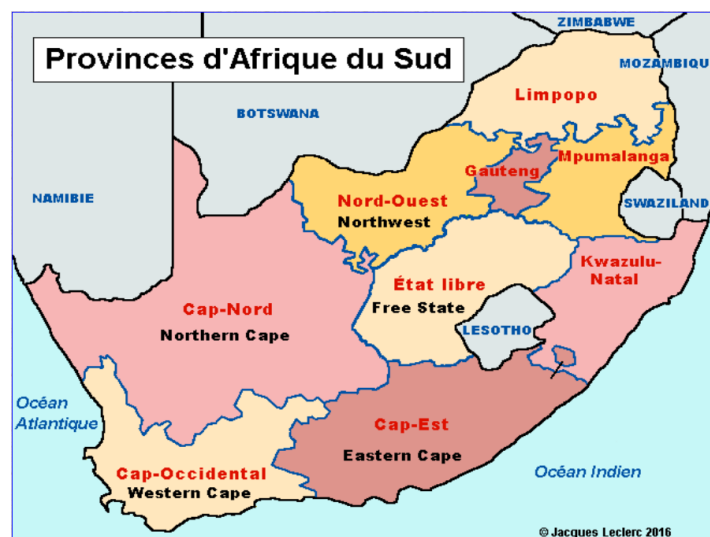 Provinces d'Afrique du Sud
ZIMBABWE
MOZAMBIQU
BOTSWANA
NAMIBIE
Limpopo
Mpumalanga
Gauteng
Nord-Ouest
Northwest
SWAZILAND
Kwazulu-
Natal
État libre
Free State
LESOTHO
Cap-Nord
Northern Cape
Océan
Atlantique
Cap-Est
Eastern Cape
Cap-Occidental
Western Cape
Océan Indien
© Jacques Leclerc 2016